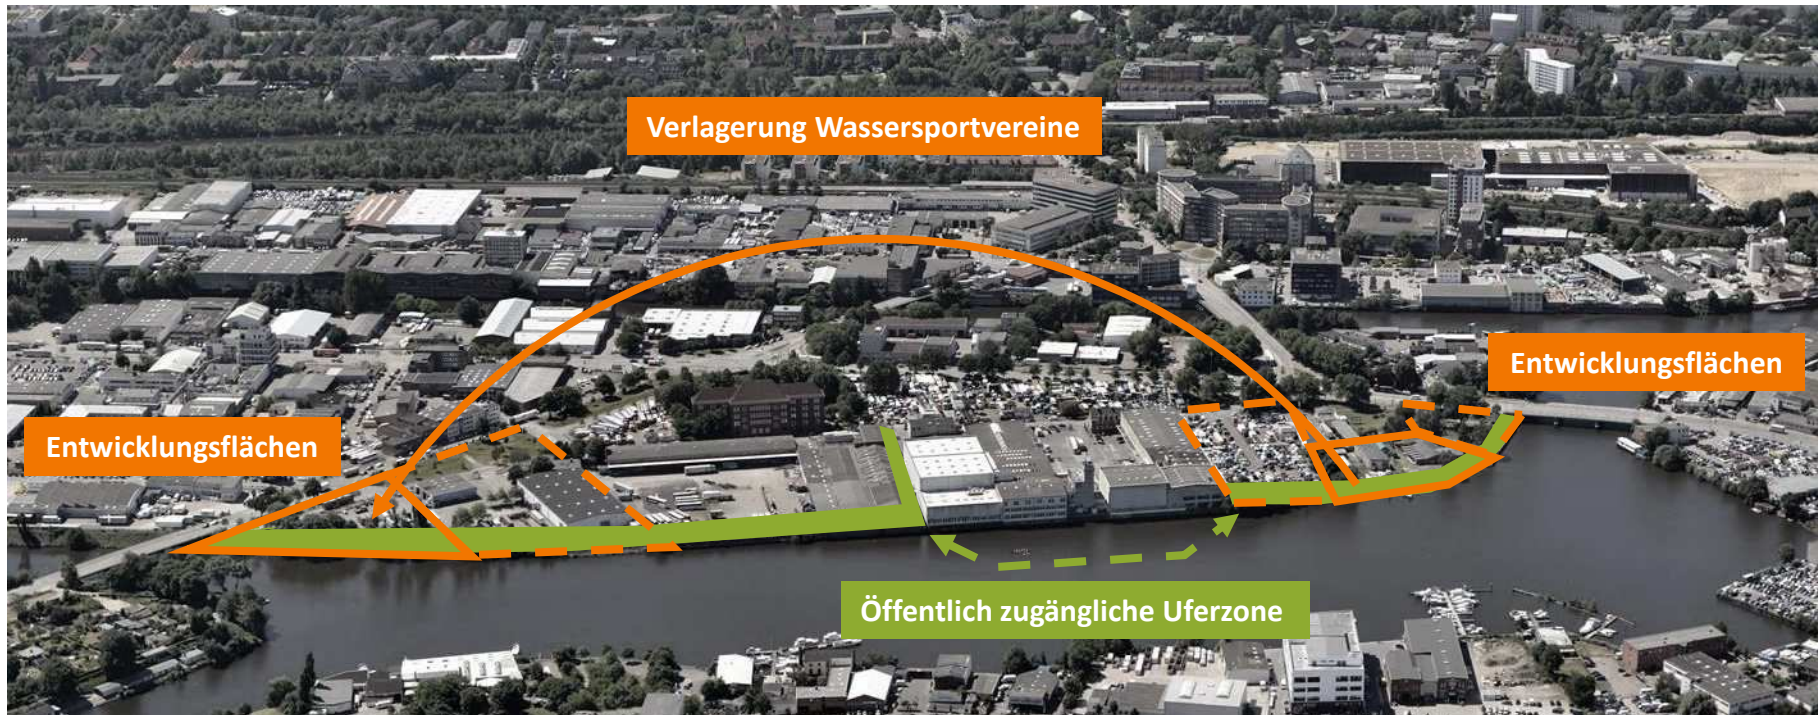 Verlagerung Wassersportvereine
Entwicklungsflächen
Entwicklungsflächen
Öffentlich zugängliche Uferzone